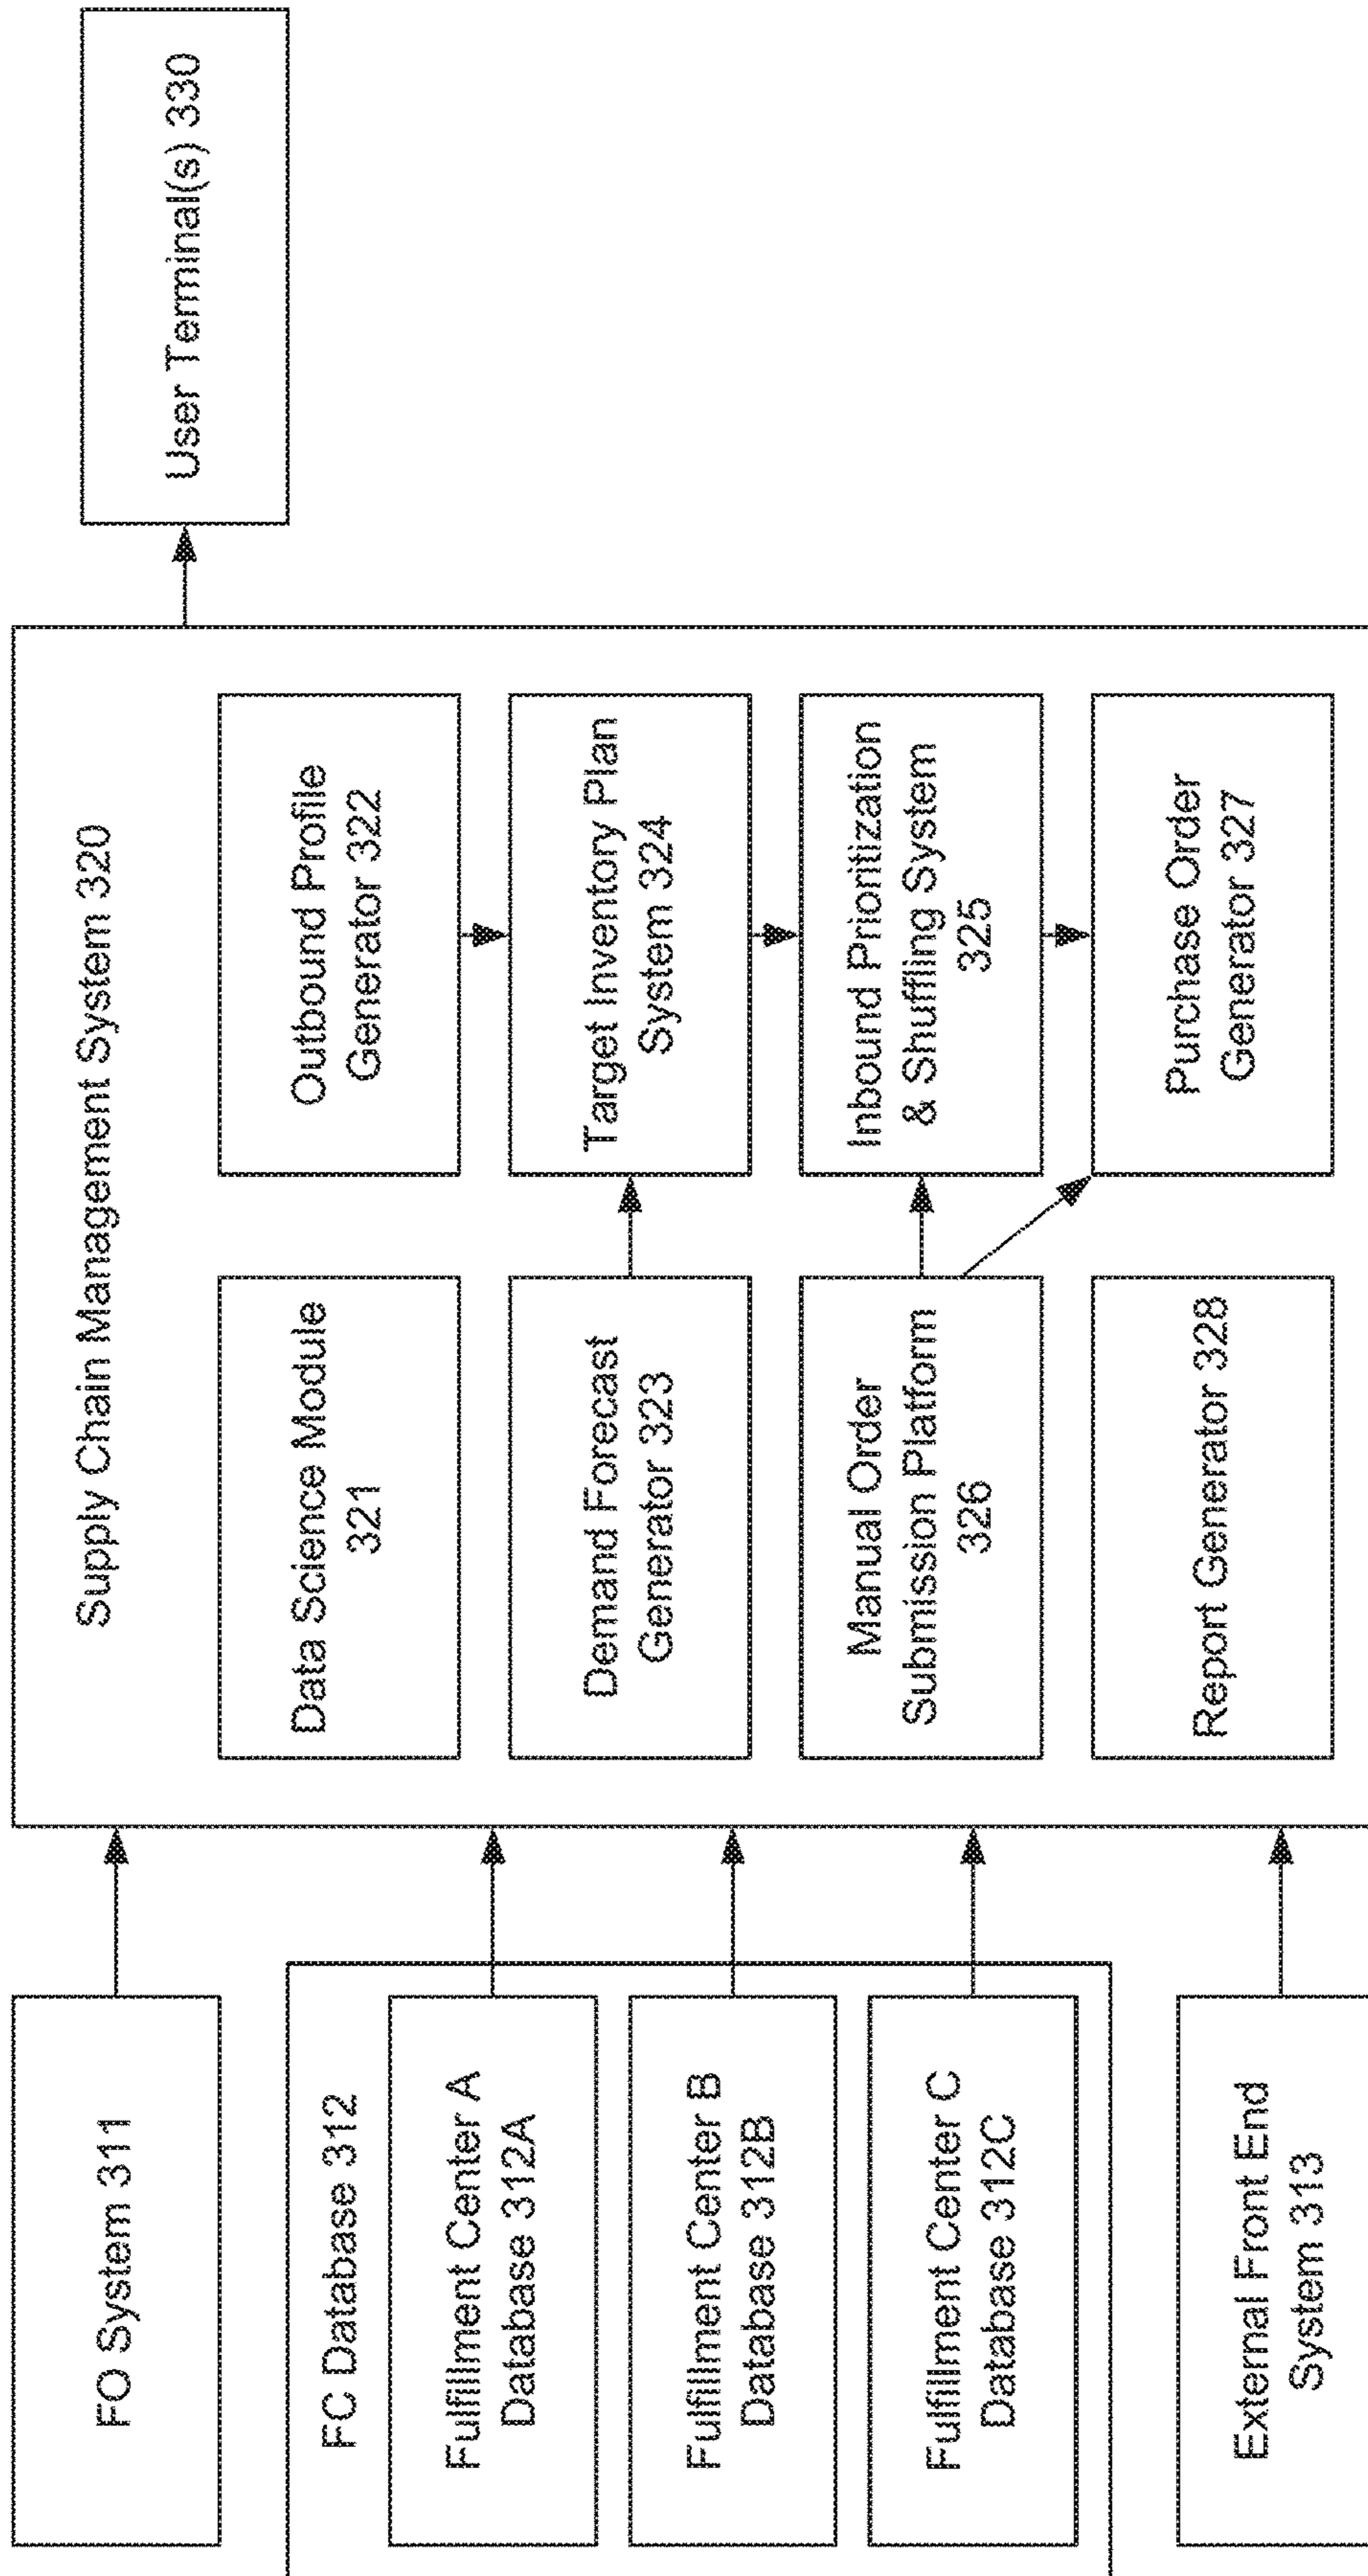 FO System 311
FC Database 312
Fulfillment Center A
Database 312A
Fulfillment Center B
Database 312B
Fulfillment Center C
Database 312C
External Front End
System 313
Supply Chain Management System 320
Data Science Module
321
Outbound Profile
Generator 322
Demand Forecast
Generator 323
Target Inventory Plan
System 324
Manual Order
Submission Platform
326
Inbound Prioritization
& Shuffling System
325
Report Generator 328
Purchase Order
Generator 327
User Terminal(s) 330